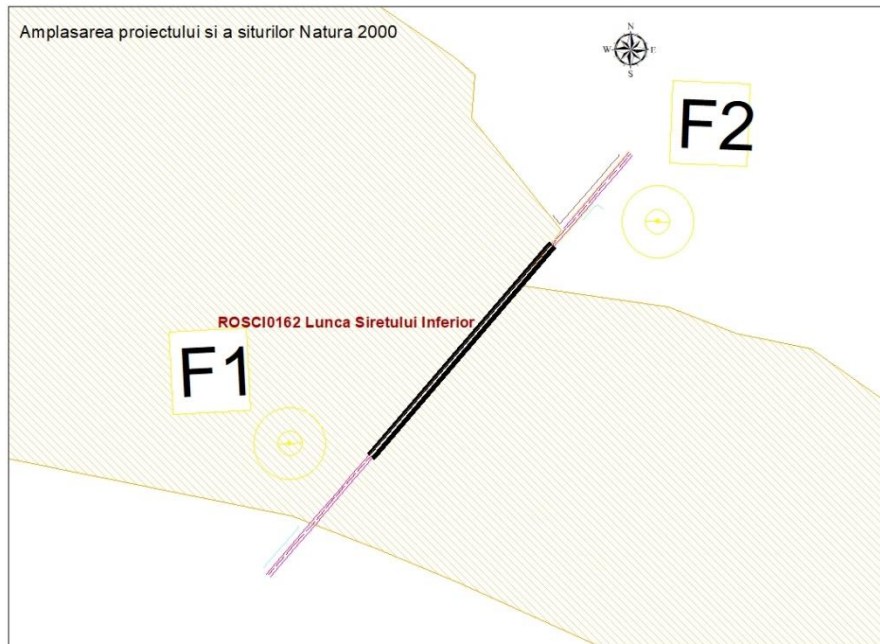 Amplasarea proiectului si a siturilor Natura 2000
N
W E
S
F2
ROSCI0162 Lunca Siretului Inferior
F1